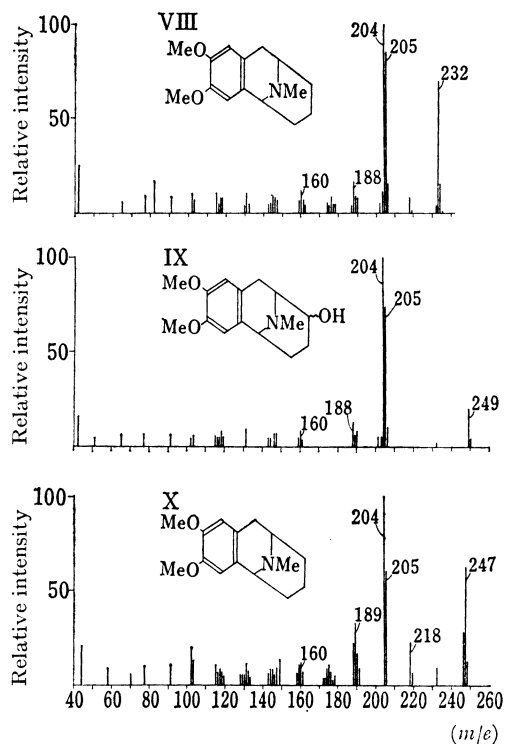 VIII
Relative intensity
100
50
MeO
MeO
NMe
204
205
232
160
188
IX
Relative intensity
100
50
MeO
MeO
NMe
OH
204
205
188
160
249
X
Relative intensity
100
50
MeO
MeO
NMe
204
205
247
189
160
218
40 60 80 100 120 140 160 180 200 220 240 260
(m/e)